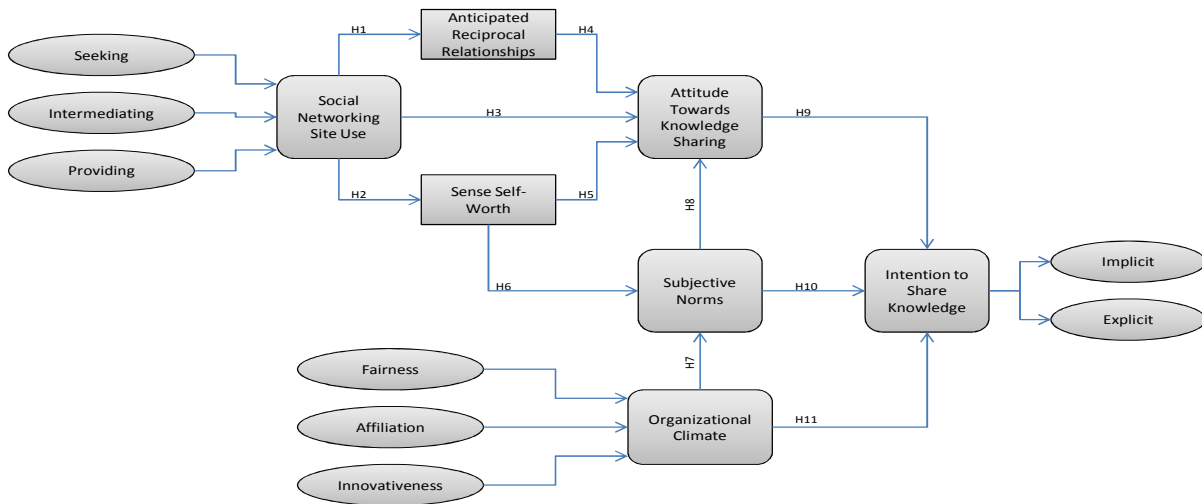 Seeking
Intermediating
Providing
Social
Networking
Site Use
H1
H2
H3
Anticipated
Reciprocal
Relationships
Sense Self-
Worth
H4
H5
H6
Attitude
Towards
Knowledge
Sharing
H8
Subjective
Norms
H7
Fairness
Affiliation
Innovativeness
Organizational
Climate
H9
H10
H11
Intention to
Share
Knowledge
Implicit
Explicit